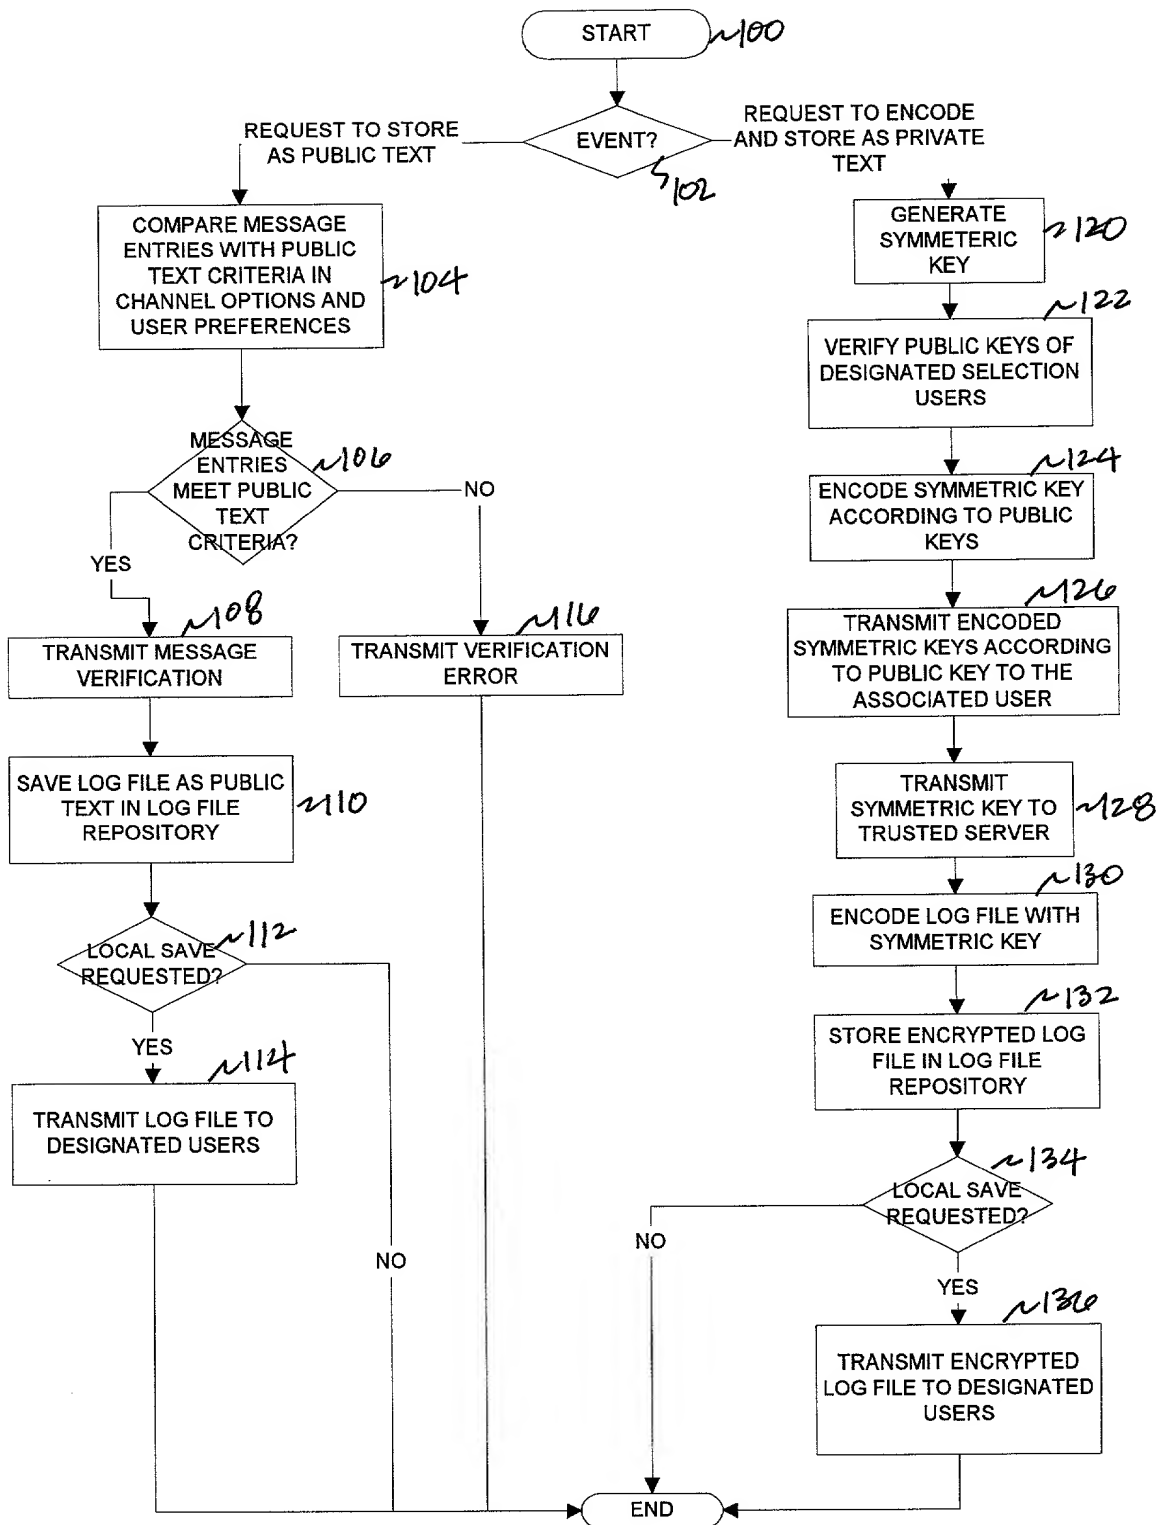 START
~100
EVENT?
102
REQUEST TO STORE
AS PUBLIC TEXT
REQUEST TO ENCODE
AND STORE AS PRIVATE
TEXT
COMPARE MESSAGE
ENTRIES WITH PUBLIC
TEXT CRITERIA IN
CHANNEL OPTIONS AND
USER PREFERENCES
~104
MESSAGE
ENTRIES
MEET PUBLIC
TEXT
CRITERIA?
~106
YES
NO
TRANSMIT MESSAGE
VERIFICATION
~108
TRANSMIT VERIFICATION
ERROR
~116
SAVE LOG FILE AS PUBLIC
TEXT IN LOG FILE
REPOSITORY
~110
LOCAL SAVE
REQUESTED?
~112
YES
NO
TRANSMIT LOG FILE TO
DESIGNATED USERS
~114
GENERATE
SYMMETERIC
KEY
~120
VERIFY PUBLIC KEYS OF
DESIGNATED SELECTION
USERS
~122
ENCODE SYMMETRIC KEY
ACCORDING TO PUBLIC
KEYS
~124
TRANSMIT ENCODED
SYMMETRIC KEYS ACCORDING
TO PUBLIC KEY TO THE
ASSOCIATED USER
~126
TRANSMIT
SYMMETRIC KEY TO
TRUSTED SERVER
~128
ENCODE LOG FILE WITH
SYMMETRIC KEY
~130
STORE ENCRYPTED LOG
FILE IN LOG FILE
REPOSITORY
~132
LOCAL SAVE
REQUESTED?
~134
NO
YES
TRANSMIT ENCRYPTED
LOG FILE TO DESIGNATED
USERS
~136
END